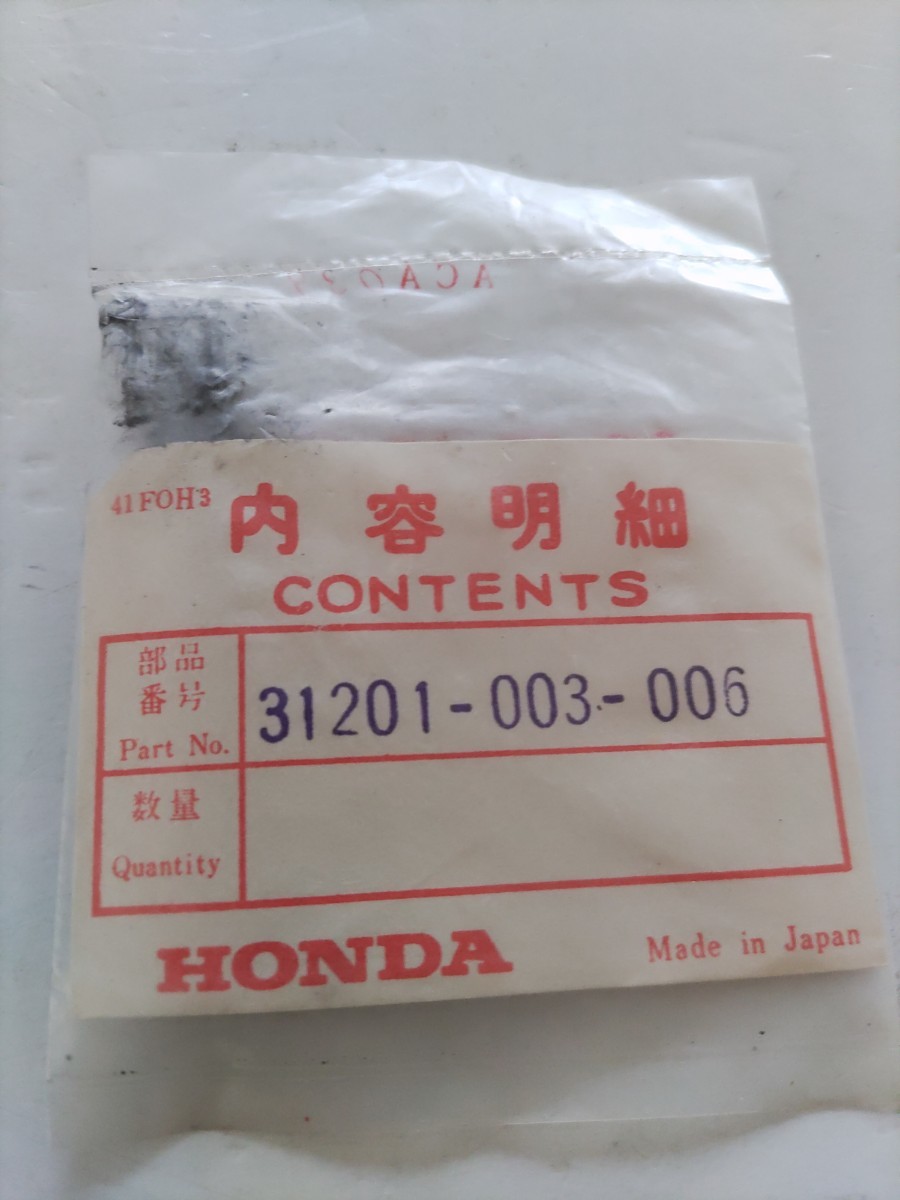 41FOH3
内容明細
CONTENTS
部品
番号
Part No.
31201-003-006
数量
Quantity
HONDA
Made in Japan